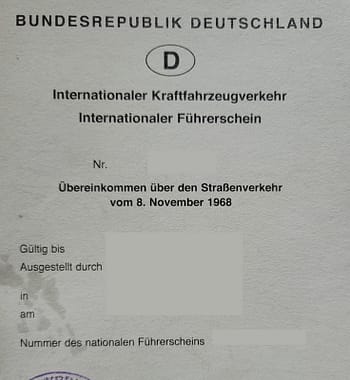 BUNDESREPUBLIK DEUTSCHLAND
D
Internationaler Kraftfahrzeugverkehr
Internationaler Führerschein
Nr.
Übereinkommen über den Straßenverkehr
vom 8. November 1968
Gültig bis
Ausgestellt durch
in
am
Nummer des nationalen Führerscheins